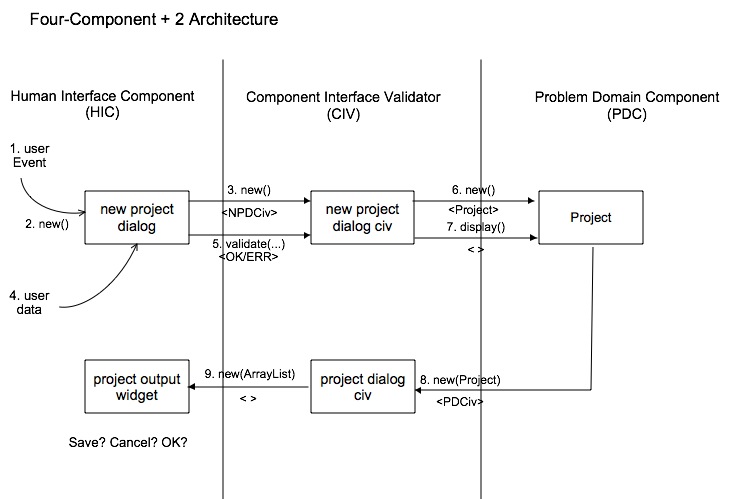 Four-Component + 2 Architecture
Human Interface Component
(HIC)
Component Interface Validator
(CIV)
Problem Domain Component
(PDC)
1. user
Event
2. new()
new project
dialog
3. new()
<NPDCiv>
5. validate(...)
<OK/ERR>
new project
dialog civ
6. new()
<Project>
7. display()
< >
Project
4. user
data
project output
widget
9. new(ArrayList)
< >
project dialog
civ
8. new(Project)
<PDCiv>
Save? Cancel? OK?